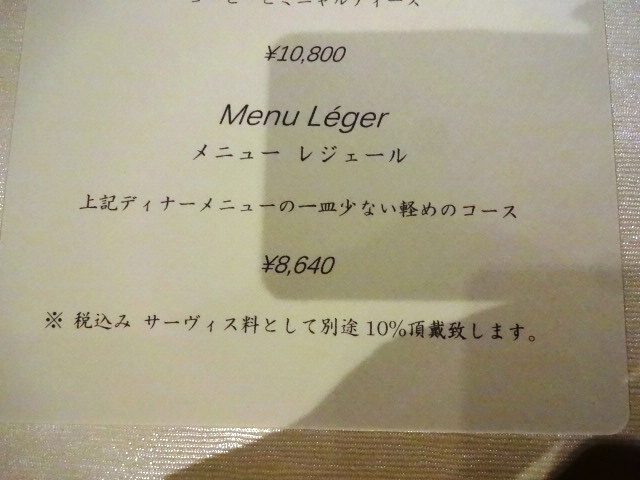 ¥10,800
Menu Léger
メニュー レジェール
上記ディナーメニューの一皿少ない軽めのコース
¥8,640
※ 税込み サーヴィス料として別途10%頂戴致します。